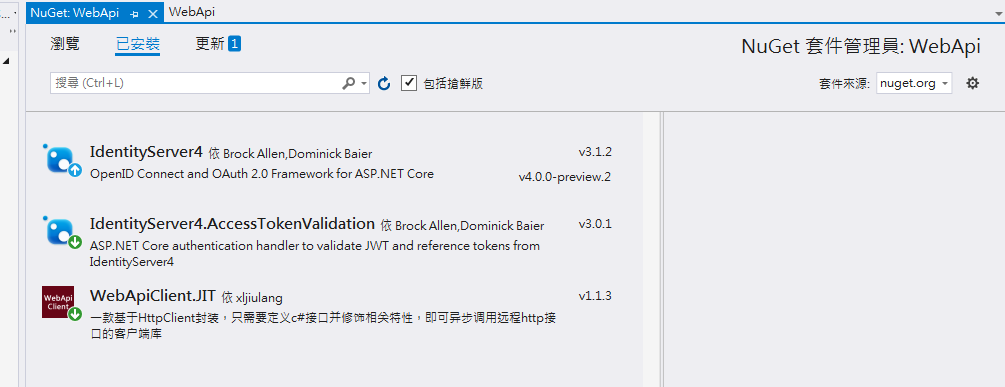 NuGet: WebApi
WebApi
瀏覽
已安裝
更新 1
NuGet 套件管理員: WebApi
搜尋 (Ctrl+L)
包括搶鮮版
套件來源: nuget.org
IdentityServer4 依 Brock Allen,Dominick Baier
v3.1.2
OpenID Connect and OAuth 2.0 Framework for ASP.NET Core
v4.0.0-preview.2
IdentityServer4.AccessTokenValidation 依 Brock Allen,Dominick Baier
v3.0.1
ASP.NET Core authentication handler to validate JWT and reference tokens from
IdentityServer4
WebApi
Client
WebApiClient.JIT 依 xljiulang
v1.1.3
一款基于HttpClient封装，只需要定义c#接口并修饰相关特性，即可异步调用远程http接
口的客户端库